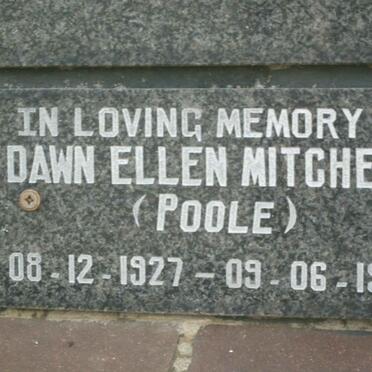 IN LOVING MEMORY
DAWN ELLEN MITCHE
(POOLE)
08-12-1927 - 09-06-19